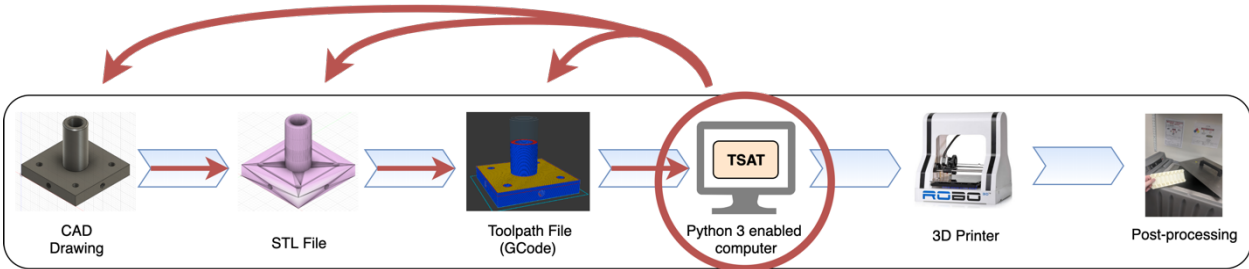 TSAT
ROBO
CAD
Drawing
STL File
Toolpath File
(GCode)
Python 3 enabled
computer
3D Printer
Post-processing